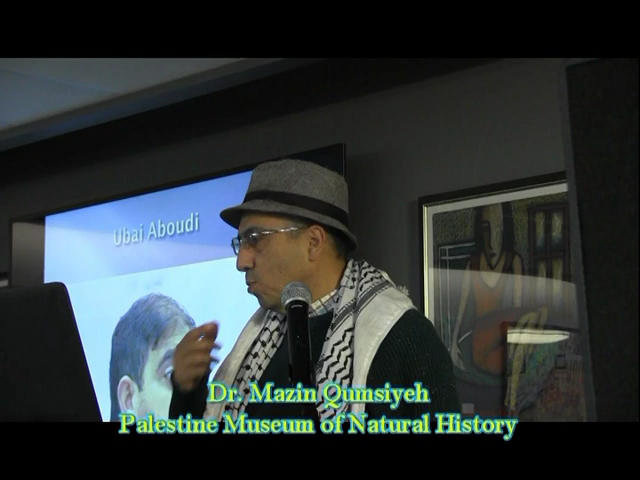 Ubai Aboudi
Dr. Mazin Qumsiyeh
Palestine Museum of Natural History